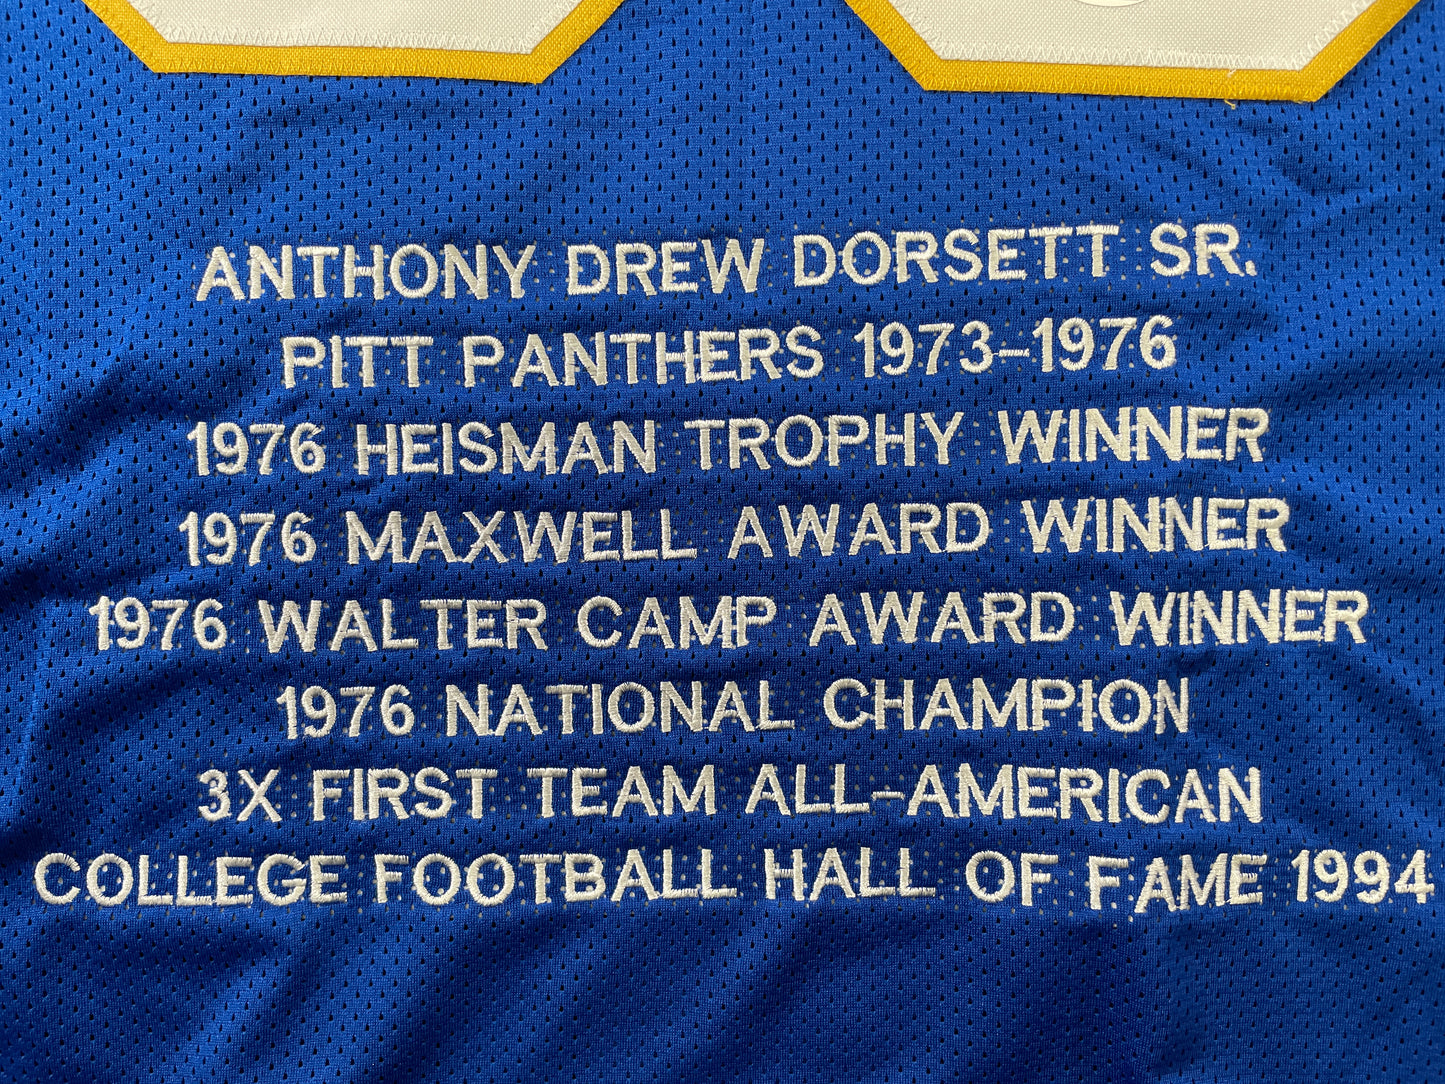 ANTHONY DREW DORSETT SR.
PITT PANTHERS 1973-1976
1976 HEISMAN TROPHY WINNER
1976 MAXWELL AWARD WINNER
1976 WALTER CAMP AWARD WINNER
1976 NATIONAL CHAMPION
3X FIRST TEAM ALL-AMERICAN
COLLEGE FOOTBALL HALL OF FAME 1994